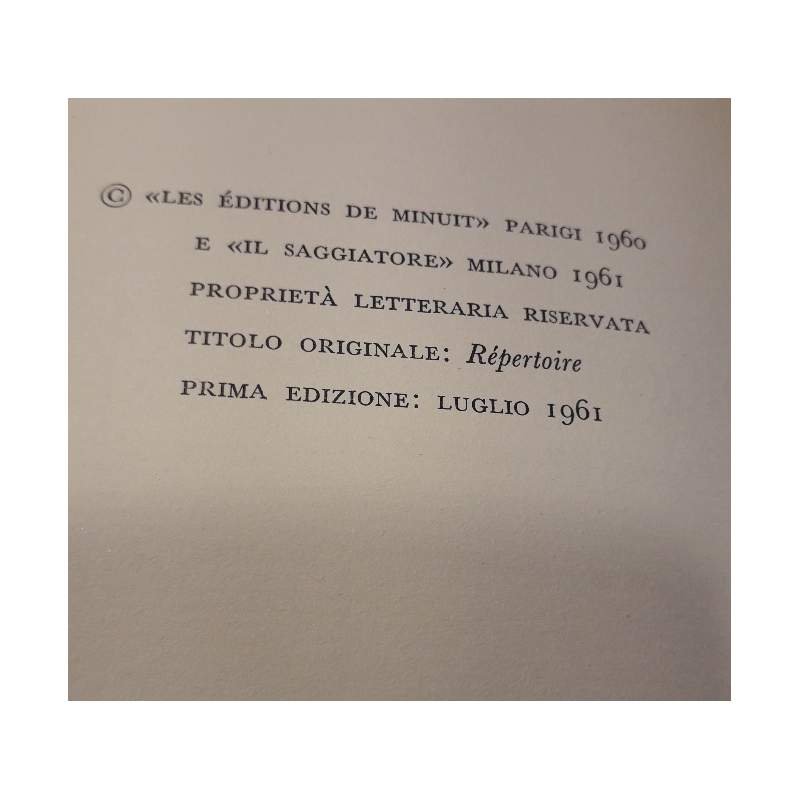 © «LES ÉDITIONS DE MINUIT» PARIGI 1960
E «IL SAGGIATORE» MILANO 1961
PROPRIETÀ LETTERARIA RISERVATA
TITOLO ORIGINALE: Répertoire
PRIMA EDIZIONE: LUGLIO 1961